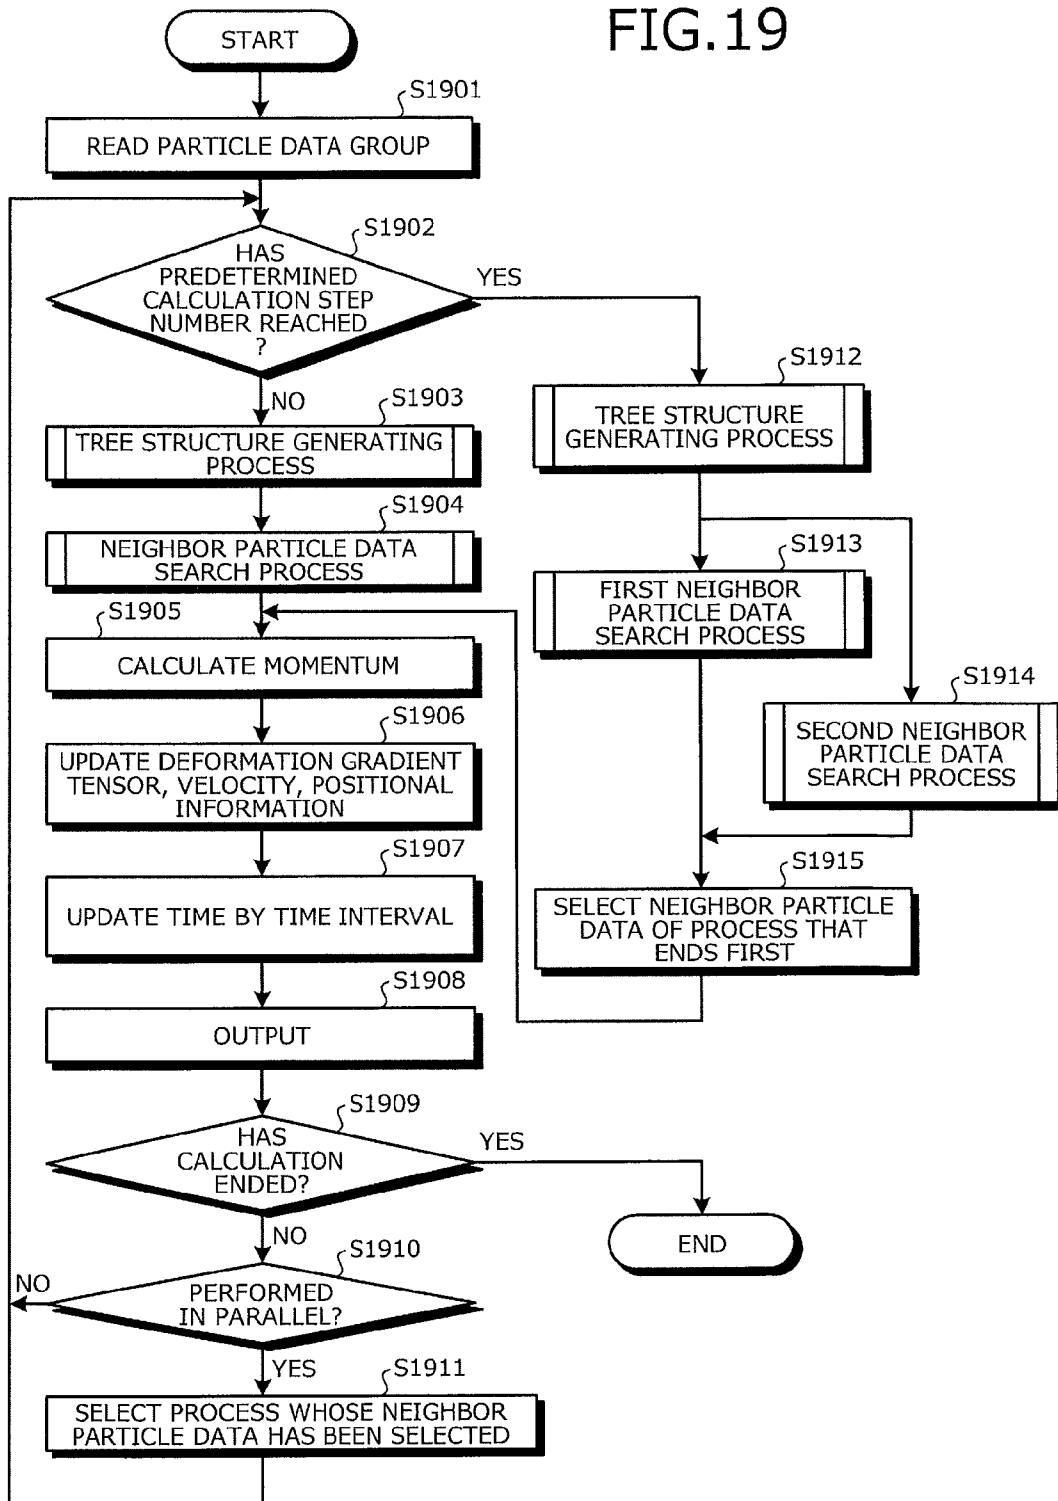 FIG.19
START
S1901
READ PARTICLE DATA GROUP
S1902
HAS
PREDETERMINED
CALCULATION STEP
NUMBER REACHED
?
YES
NO
S1903
TREE STRUCTURE GENERATING
PROCESS
S1904
NEIGHBOR PARTICLE DATA
SEARCH PROCESS
S1905
CALCULATE MOMENTUM
S1906
UPDATE DEFORMATION GRADIENT
TENSOR, VELOCITY, POSITIONAL
INFORMATION
S1907
UPDATE TIME BY TIME INTERVAL
S1908
OUTPUT
S1909
HAS
CALCULATION
ENDED?
YES
END
NO
S1910
PERFORMED
IN PARALLEL?
NO
YES
S1911
SELECT PROCESS WHOSE NEIGHBOR
PARTICLE DATA HAS BEEN SELECTED
S1912
TREE STRUCTURE
GENERATING PROCESS
S1913
FIRST NEIGHBOR
PARTICLE DATA
SEARCH PROCESS
S1914
SECOND NEIGHBOR
PARTICLE DATA
SEARCH PROCESS
S1915
SELECT NEIGHBOR PARTICLE
DATA OF PROCESS THAT
ENDS FIRST